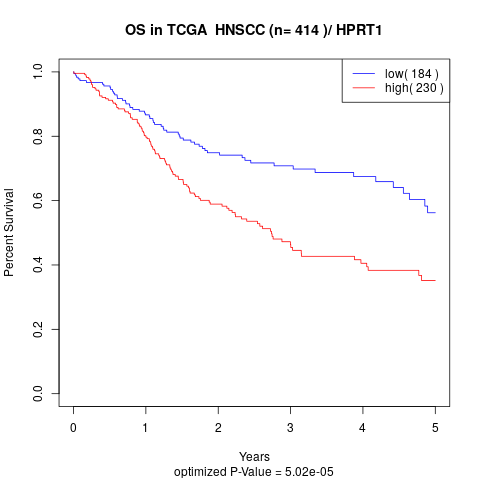 OS in TCGA  HNSCC (n= 414 )/ HPRT1
low( 184 )
high( 230 )
Percent Survival
1.0
0.8
0.6
0.4
0.2
0.0
0 1 2 3 4 5
Years
optimized P-Value = 5.02e-05